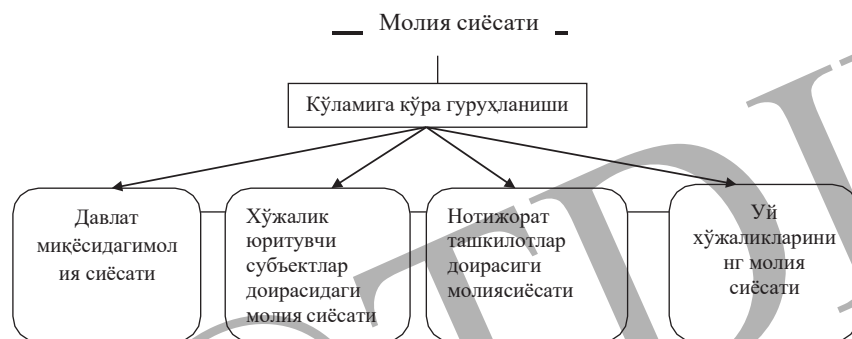 Молия сиёсати
Кўламига кўра гуруҳланиши
Давлат
миқёсидагимол
ия сиёсати
Хўжалик
юритувчи
субъектлар
доирасидаги
молия сиёсати
Нотижорат
ташкилотлар
доирасиги
молиясиёсати
Уй
хўжаликларини
нг молия
сиёсати